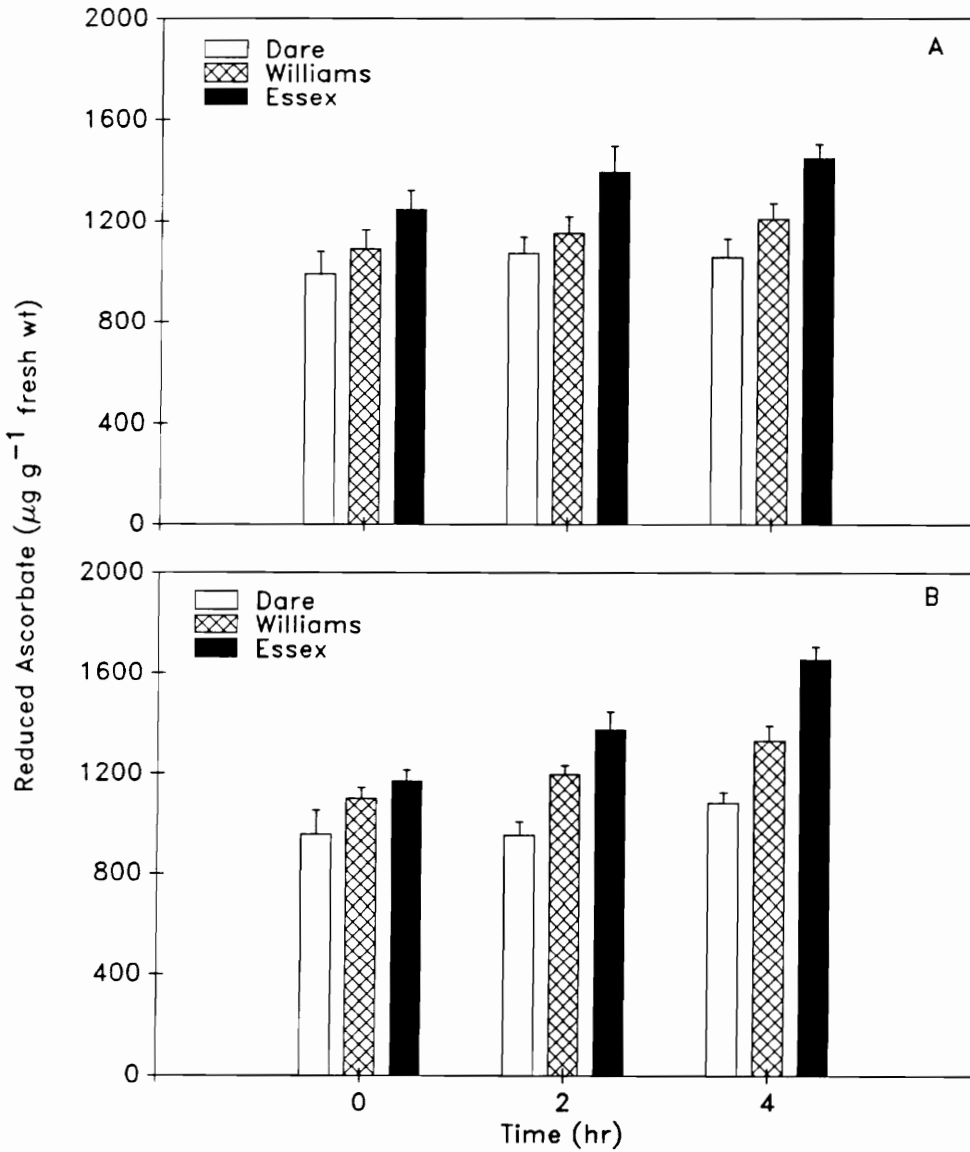 Reduced Ascorbate (μg g⁻¹ fresh wt)
2000
1600
1200
800
400
0
Dare
Williams
Essex
A
2000
1600
1200
800
400
0
Dare
Williams
Essex
B
0 2 4
Time (hr)